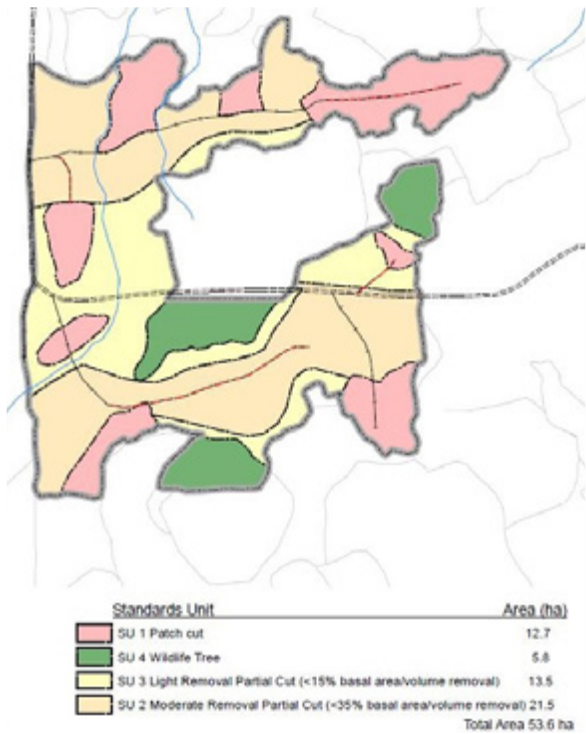 Standards Unit Area (ha)
SU 1 Patch cut 12.7
SU 4 Wildlife Tree 5.8
SU 3 Light Removal Partial Cut (<15% basal area/volume removal) 13.5
SU 2 Moderate Removal Partial Cut (<35% basal area/volume removal) 21.5
Total Area 53.6 ha